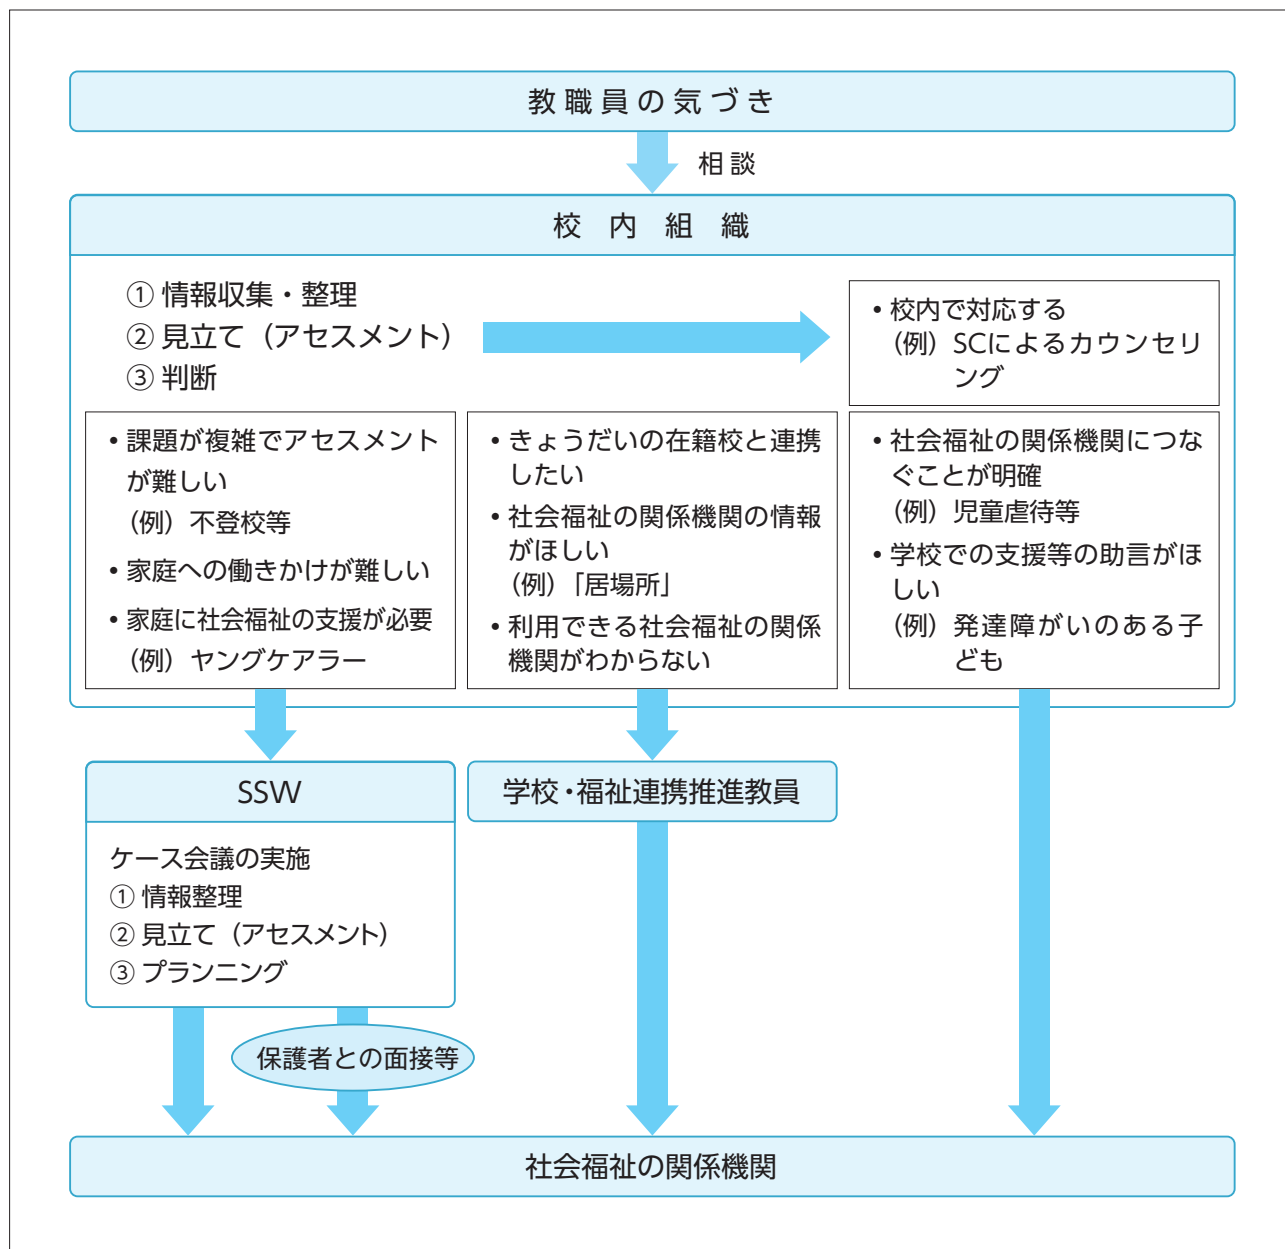 教職員の気づき
相談
校内組織
① 情報収集・整理
② 見立て（アセスメント）
③ 判断
• 校内で対応する
（例）SCによるカウンセリ
ング
• 課題が複雑でアセスメント
が難しい
（例）不登校等
• 家庭への働きかけが難しい
• 家庭に社会福祉の支援が必要
（例）ヤングケアラー
• きょうだいの在籍校と連携
したい
• 社会福祉の関係機関の情報
がほしい
（例）「居場所」
• 利用できる社会福祉の関係
機関がわからない
• 社会福祉の関係機関につな
ぐことが明確
（例）児童虐待等
• 学校での支援等の助言がほ
しい
（例）発達障がいのある子
ども
SSW
ケース会議の実施
① 情報整理
② 見立て（アセスメント）
③ プランニング
学校・福祉連携推進教員
保護者との面接等
社会福祉の関係機関